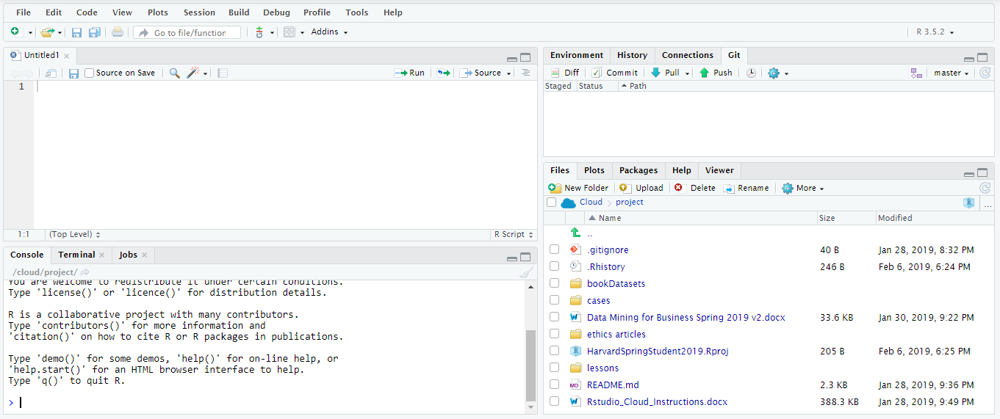 File Edit Code View Plots Session Build Debug Profile Tools Help
Go to file/function Addins R 3.5.2
Untitled1
Source on Save Run Source
1
1:1 (Top Level) R Script
Console Terminal Jobs
/cloud/project/
You are welcome to redistribute it under certain conditions.
Type 'license()' or 'licence()' for distribution details.
R is a collaborative project with many contributors.
Type 'contributors()' for more information and
'citation()' on how to cite R or R packages in publications.
Type 'demo()' for some demos, 'help()' for on-line help, or
'help.start()' for an HTML browser interface to help.
Type 'q()' to quit R.
>
Environment History Connections Git
Diff Commit Pull Push master
Staged Status Path
Files Plots Packages Help Viewer
New Folder Upload Delete Rename More
Cloud project R ...
Name Size Modified
..
.gitignore 40 B Jan 28, 2019, 8:32 PM
.Rhistory 246 B Feb 6, 2019, 6:24 PM
bookDatasets
cases
W Data Mining for Business Spring 2019 v2.docx 33.6 KB Jan 30, 2019, 9:22 PM
ethics articles
R HarvardSpringStudent2019.Rproj 205 B Feb 6, 2019, 6:25 PM
lessons
MD README.md 2.3 KB Jan 28, 2019, 9:36 PM
W Rstudio_Cloud_Instructions.docx 388.3 KB Jan 28, 2019, 9:49 PM